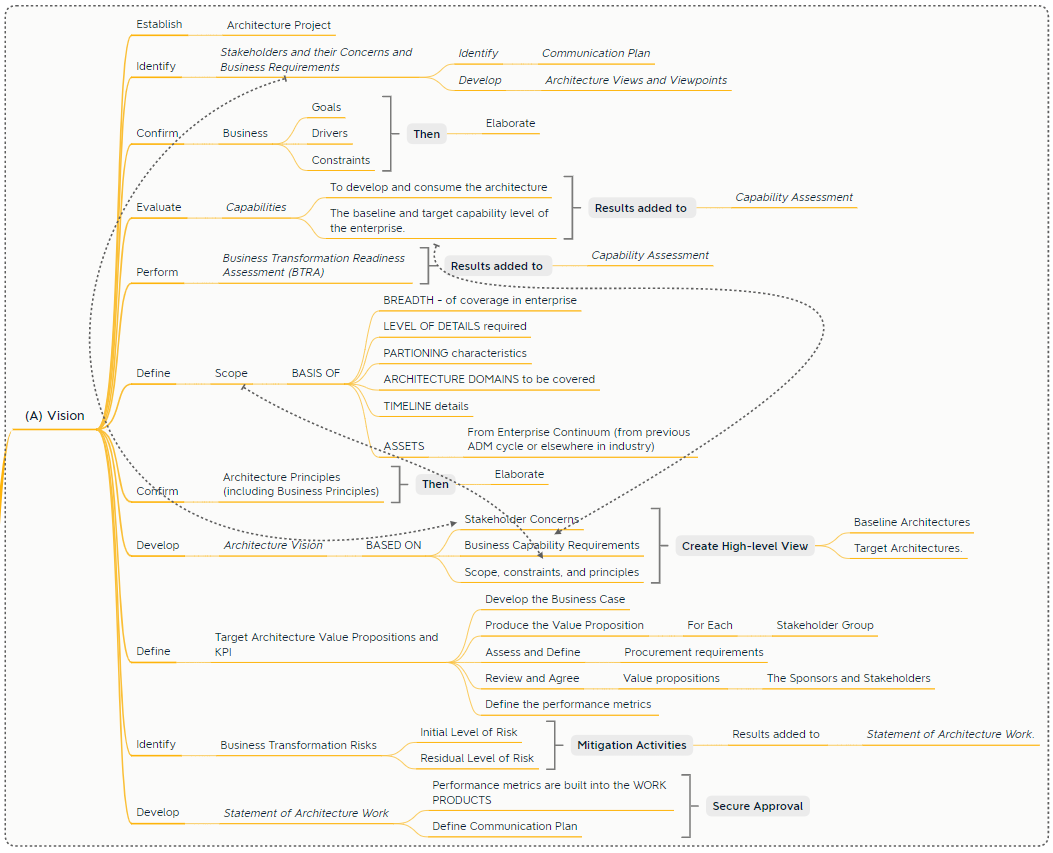 Establish
Architecture Project
Identify
Stakeholders and their Concerns and
Business Requirements
Identify
Communication Plan
Develop
Architecture Views and Viewpoints
Confirm
Business
Goals
Drivers
Constraints
Then
Elaborate
Evaluate
Capabilities
To develop and consume the architecture
The baseline and target capability level of
the enterprise.
Results added to
Capability Assessment
Perform
Business Transformation Readiness
Assessment (BTRA)
Results added to
Capability Assessment
(A) Vision
Define
Scope
BASIS OF
BREADTH - of coverage in enterprise
LEVEL OF DETAILS required
PARTIONING characteristics
ARCHITECTURE DOMAINS to be covered
TIMELINE details
ASSETS
From Enterprise Continuum (from previous
ADM cycle or elsewhere in industry)
Confirm
Architecture Principles
(including Business Principles)
Then
Elaborate
Develop
Architecture Vision
BASED ON
Stakeholder Concerns
Business Capability Requirements
Scope, constraints, and principles
Create High-level View
Baseline Architectures
Target Architectures.
Define
Target Architecture Value Propositions and
KPI
Develop the Business Case
Produce the Value Proposition
For Each
Stakeholder Group
Assess and Define
Procurement requirements
Review and Agree
Value propositions
The Sponsors and Stakeholders
Define the performance metrics
Identify
Business Transformation Risks
Initial Level of Risk
Residual Level of Risk
Mitigation Activities
Results added to
Statement of Architecture Work.
Develop
Statement of Architecture Work
Performance metrics are built into the WORK
PRODUCTS
Define Communication Plan
Secure Approval